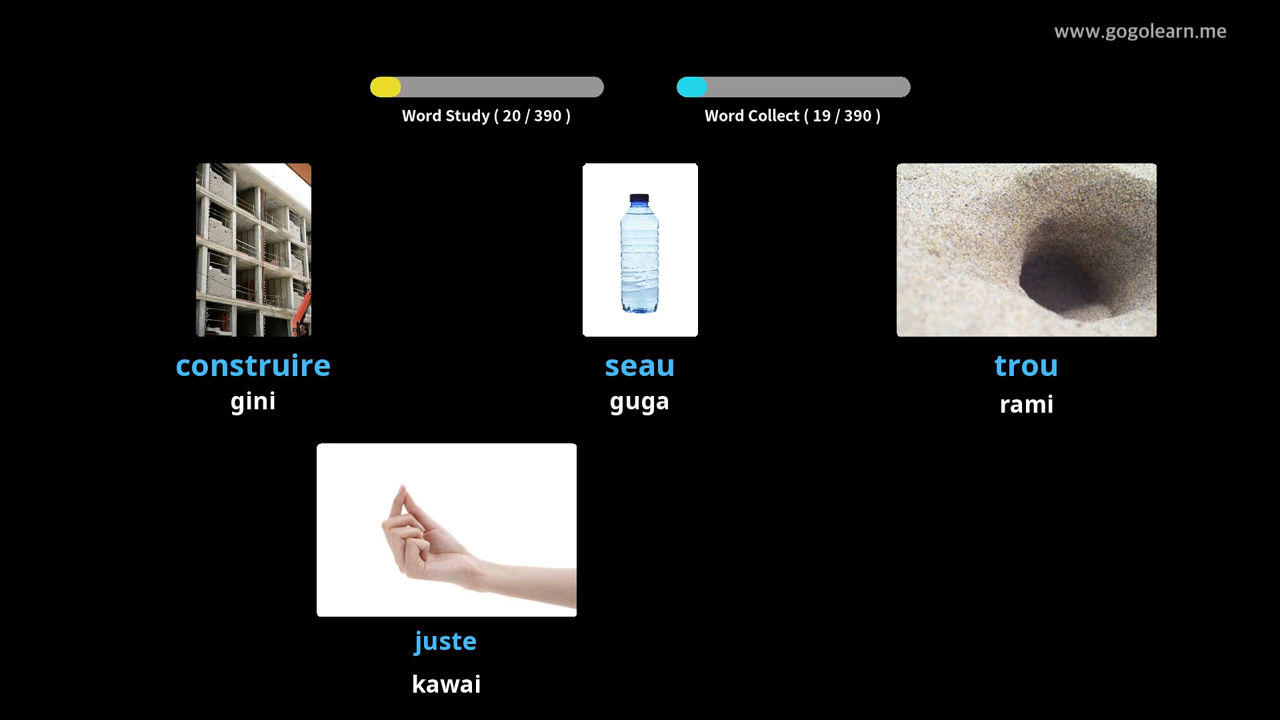 www.gogolearn.me
Word Study ( 20 / 390 )
Word Collect ( 19 / 390 )
construire
gini
seau
guga
trou
rami
juste
kawai